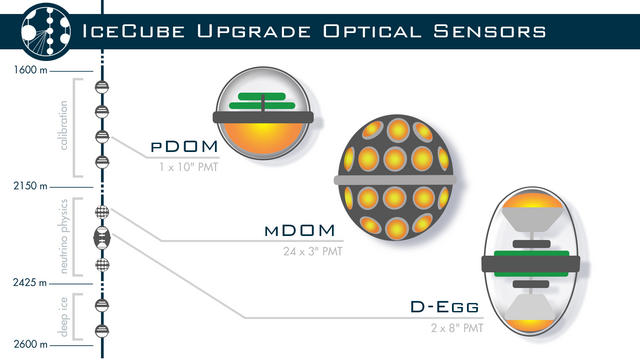 IceCube Upgrade Optical Sensors
1600 m
calibration
pDOM
1 x 10" PMT
2150 m
neutrino physics
mDOM
24 x 3" PMT
2425 m
D-Egg
2 x 8" PMT
deep ice
2600 m